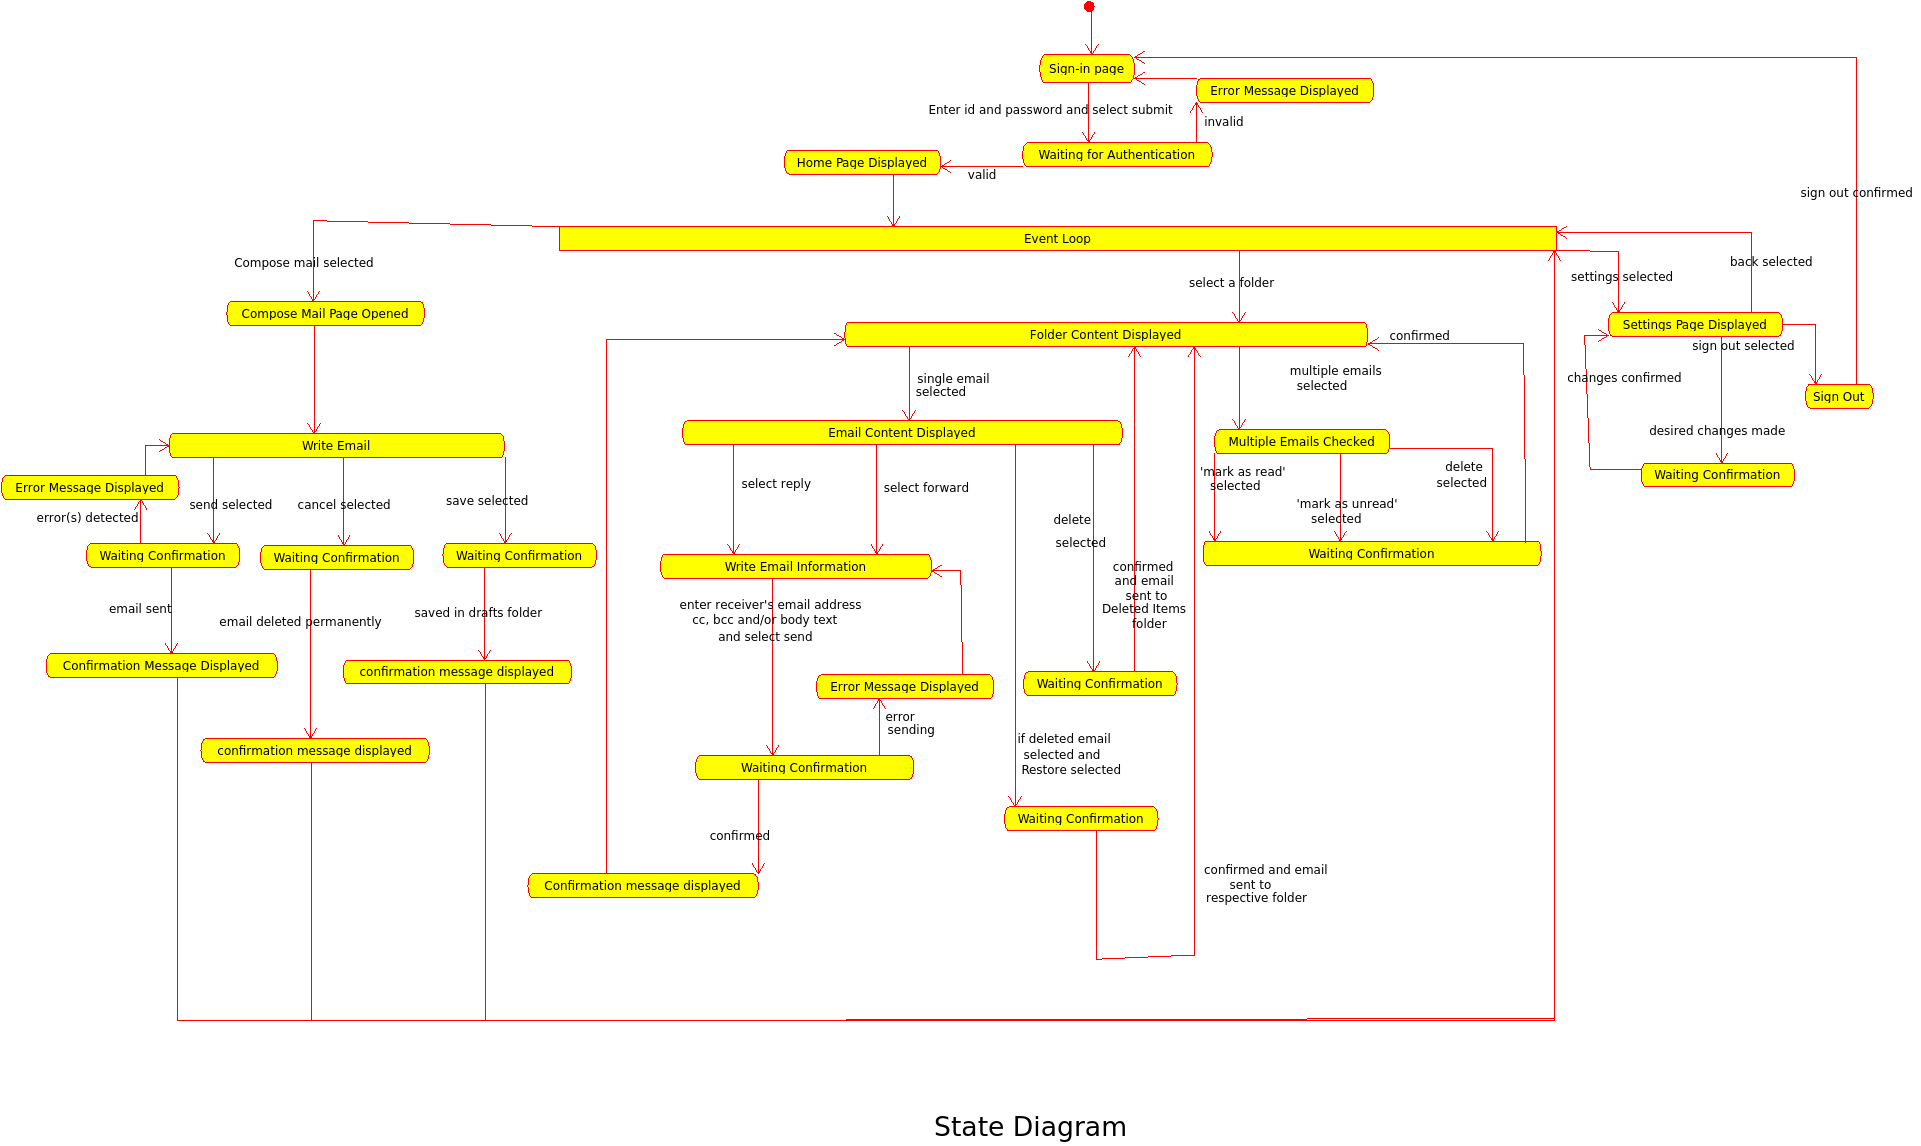 Sign-in page
Error Message Displayed
Enter id and password and select submit
invalid
Waiting for Authentication
Home Page Displayed
valid
sign out confirmed
Event Loop
Compose mail selected
back selected
settings selected
select a folder
Compose Mail Page Opened
Settings Page Displayed
Folder Content Displayed
confirmed
sign out selected
single email
selected
multiple emails
selected
changes confirmed
Sign Out
Email Content Displayed
desired changes made
Multiple Emails Checked
Write Email
'mark as read'
selected
delete
selected
Waiting Confirmation
select reply
select forward
Error Message Displayed
send selected
cancel selected
save selected
'mark as unread'
selected
error(s) detected
delete
selected
Waiting Confirmation
Waiting Confirmation
Waiting Confirmation
Waiting Confirmation
Write Email Information
confirmed
and email
sent to
Deleted Items
folder
email sent
email deleted permanently
saved in drafts folder
enter receiver's email address
cc, bcc and/or body text
and select send
Confirmation Message Displayed
confirmation message displayed
Error Message Displayed
Waiting Confirmation
error
sending
confirmation message displayed
if deleted email
selected and
Restore selected
Waiting Confirmation
Waiting Confirmation
confirmed
Confirmation message displayed
confirmed and email
sent to
respective folder
State Diagram